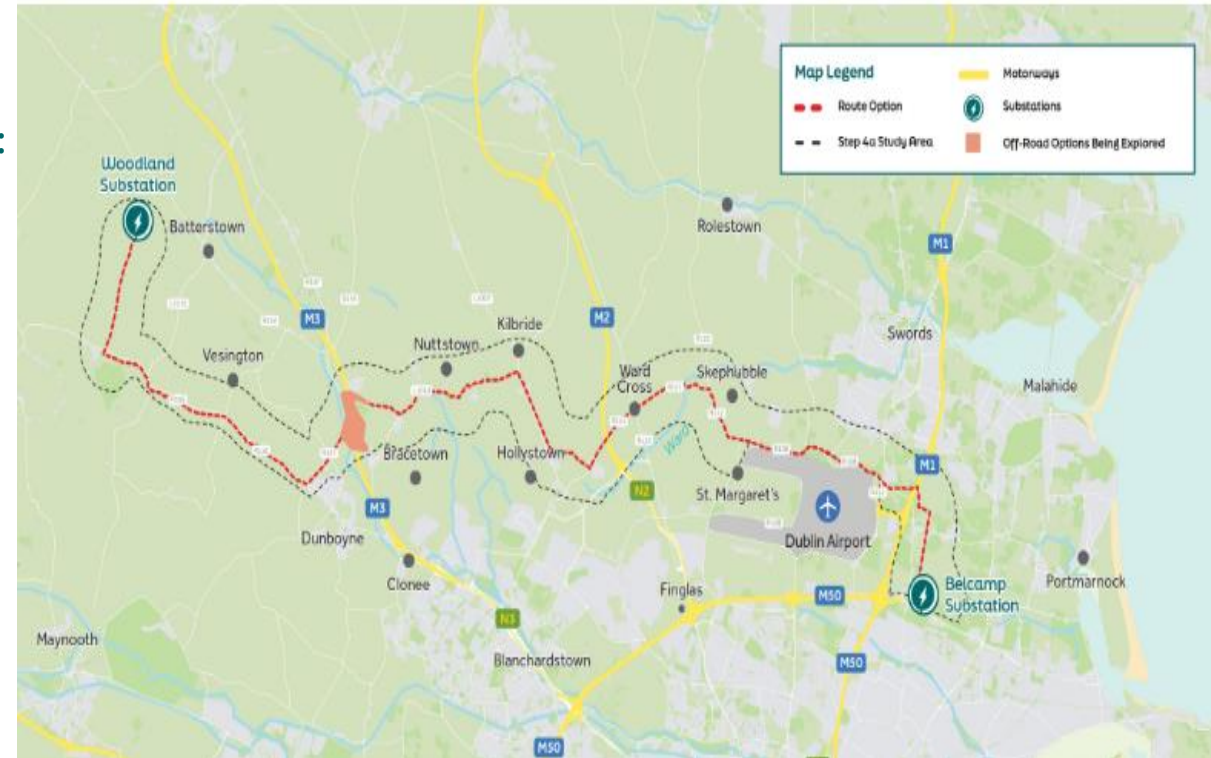 :
Map Legend
Route Option
Step 4a Study Area
Motorways
Substations
Off-Road Options Being Explored
Woodland
Substation
Batterstown
Rolestown
M1
M3
M2
Kilbride
Nuttstown
Vesington
Swords
Ward
Cross
Skephubble
Malahide
Bracetown
Hollystown
Ward
M1
St. Margaret's
N2
M3
Dunboyne
Dublin Airport
Clonee
Finglas
M50
Belcamp
Substation
Portmarnock
N3
Maynooth
Blanchardstown
M50
M50